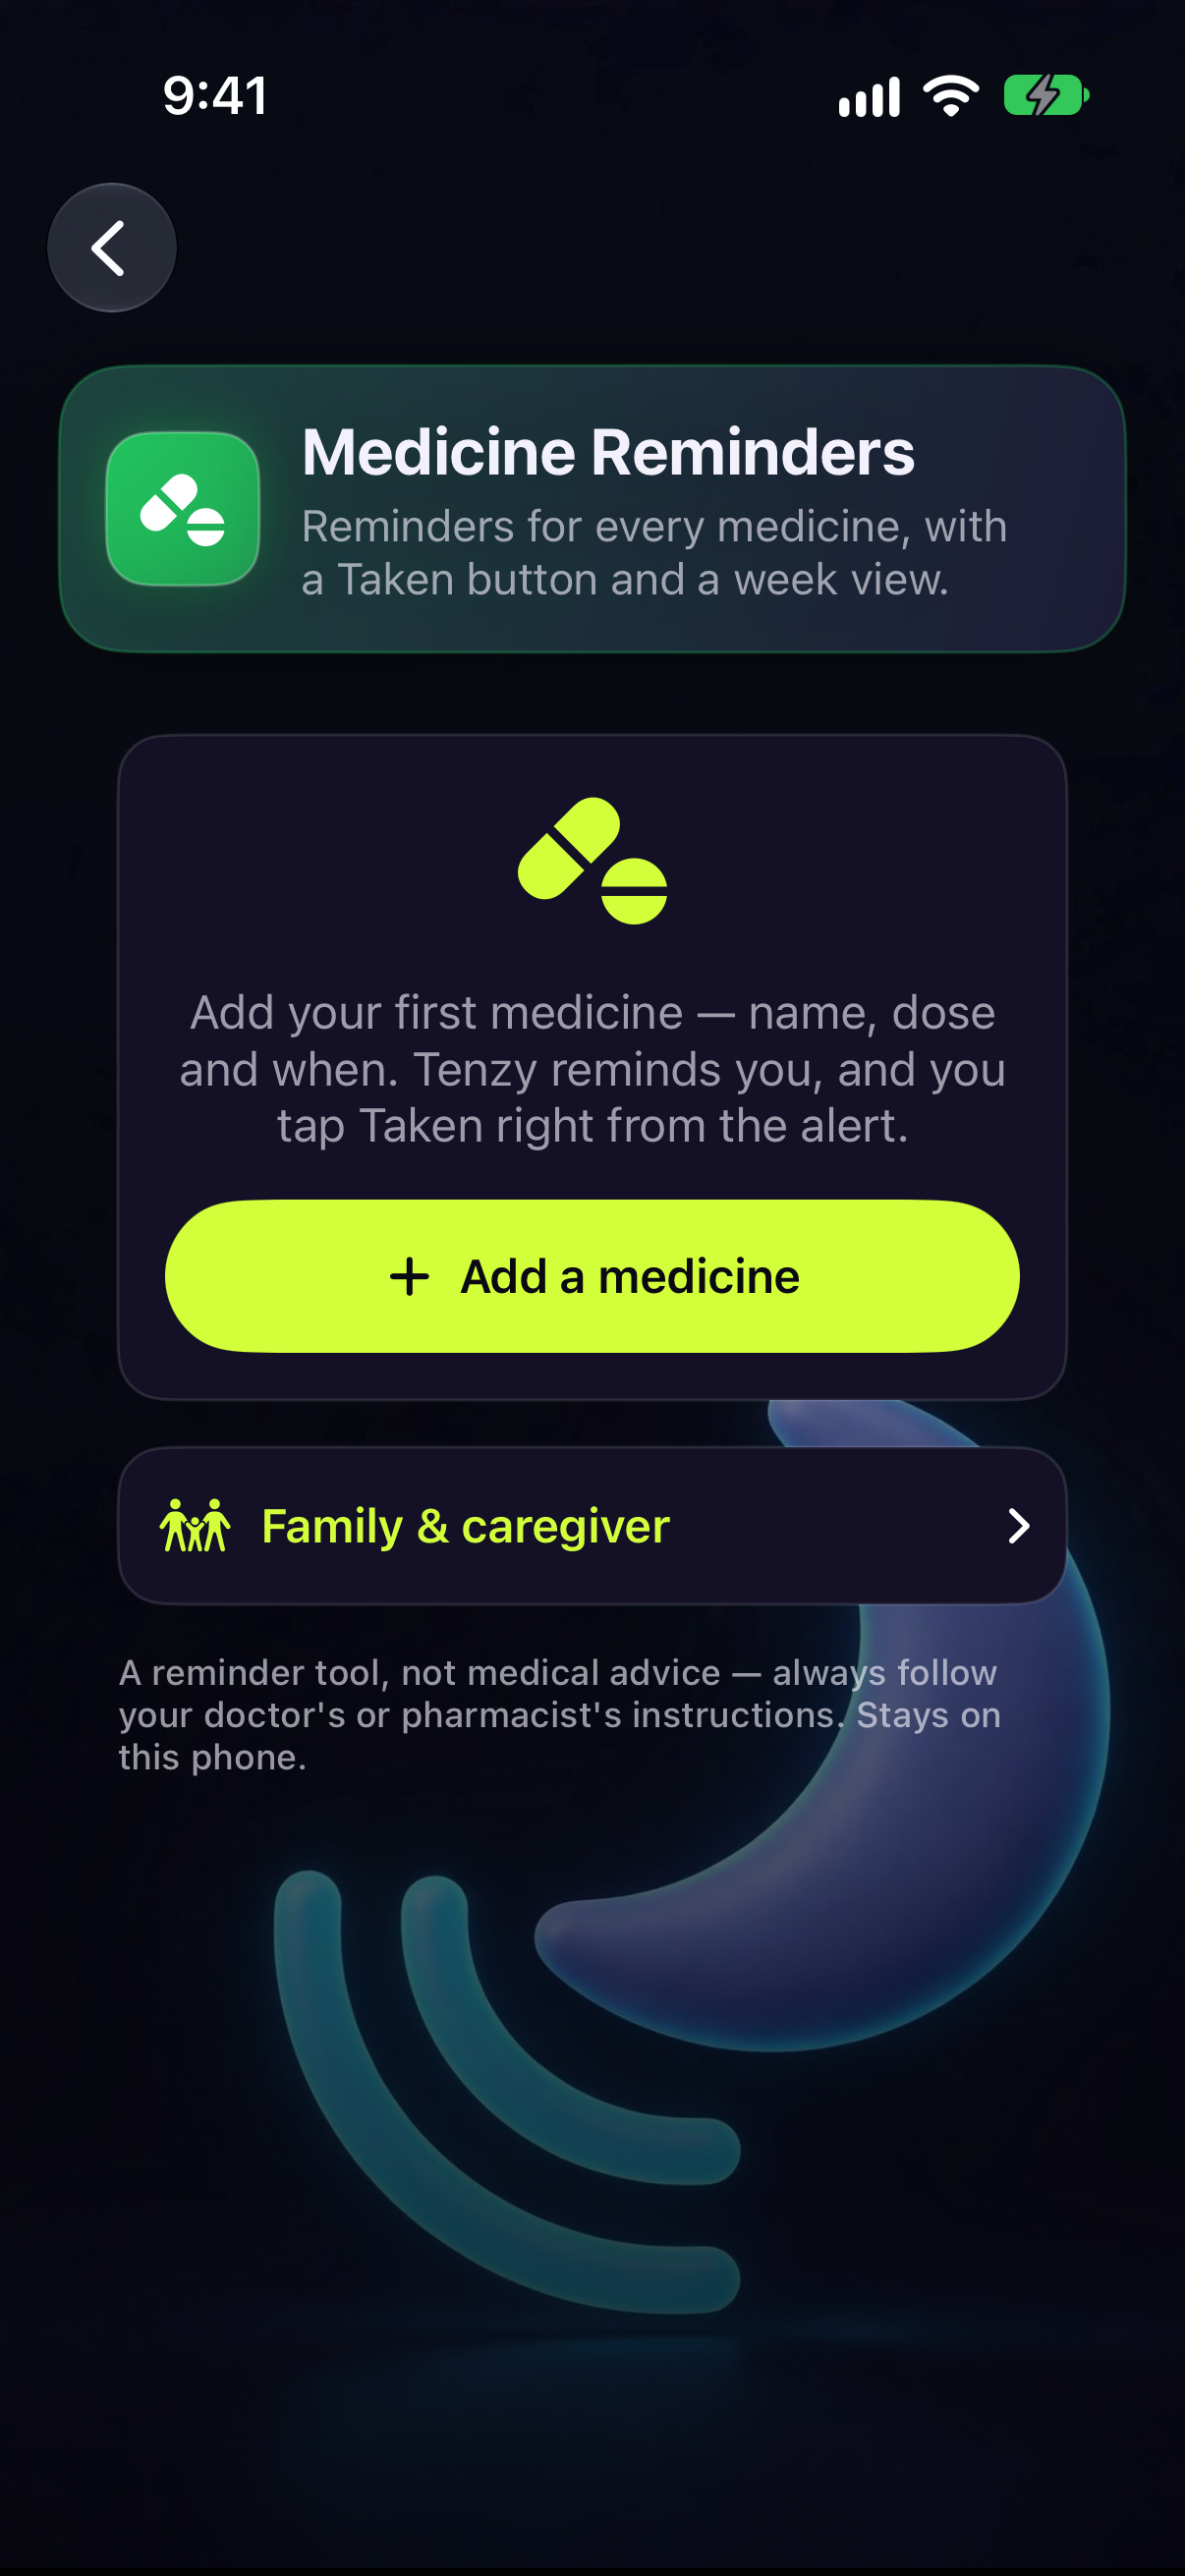 9:41
Medicine Reminders
Reminders for every medicine, with
a Taken button and a week view.
Add your first medicine — name, dose
and when. Tenzy reminds you, and you
tap Taken right from the alert.
+ Add a medicine
Family & caregiver
A reminder tool, not medical advice — always follow
your doctor's or pharmacist's instructions. Stays on
this phone.